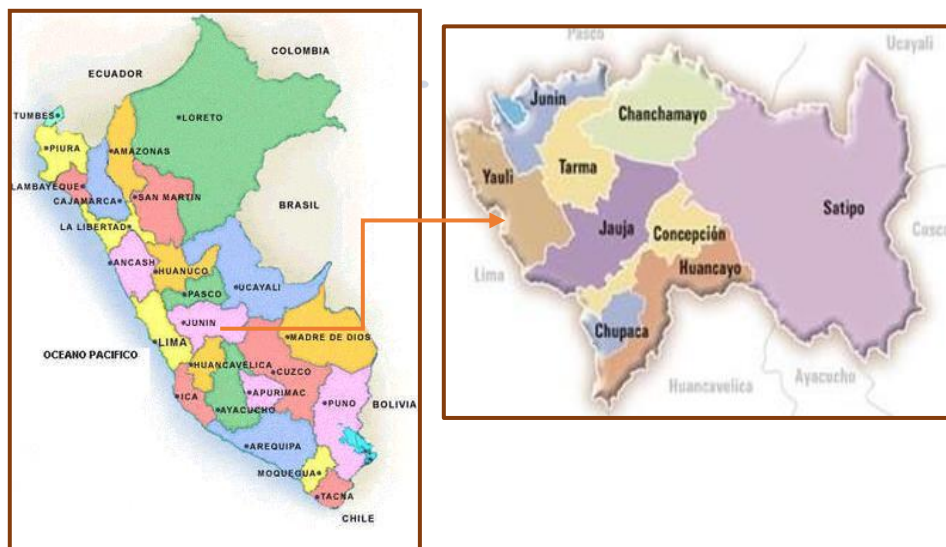 COLOMBIA
ECUADOR
TUMBES
LORETO
PIURA
AMAZONAS
LAMBAYEQUE
CAJAMARCA
SAN MARTIN
BRASIL
LA LIBERTAD
ANCASH
HUANUCO
UCAYALI
PASCO
JUNIN
LIMA
MADRE DE DIOS
OCEANO PACIFICO
HUANCAVELICA
CUZCO
ICA
APURIMAC
PUNO
BOLIVIA
AYACUCHO
AREQUIPA
MOQUEGUA
TACNA
CHILE
Pasco
Ucayali
Junin
Chanchamayo
Tarma
Yauli
Satipo
Jauja
Concepción
Lima
Huancayo
Chupaca
Huancavelica
Ayacucho